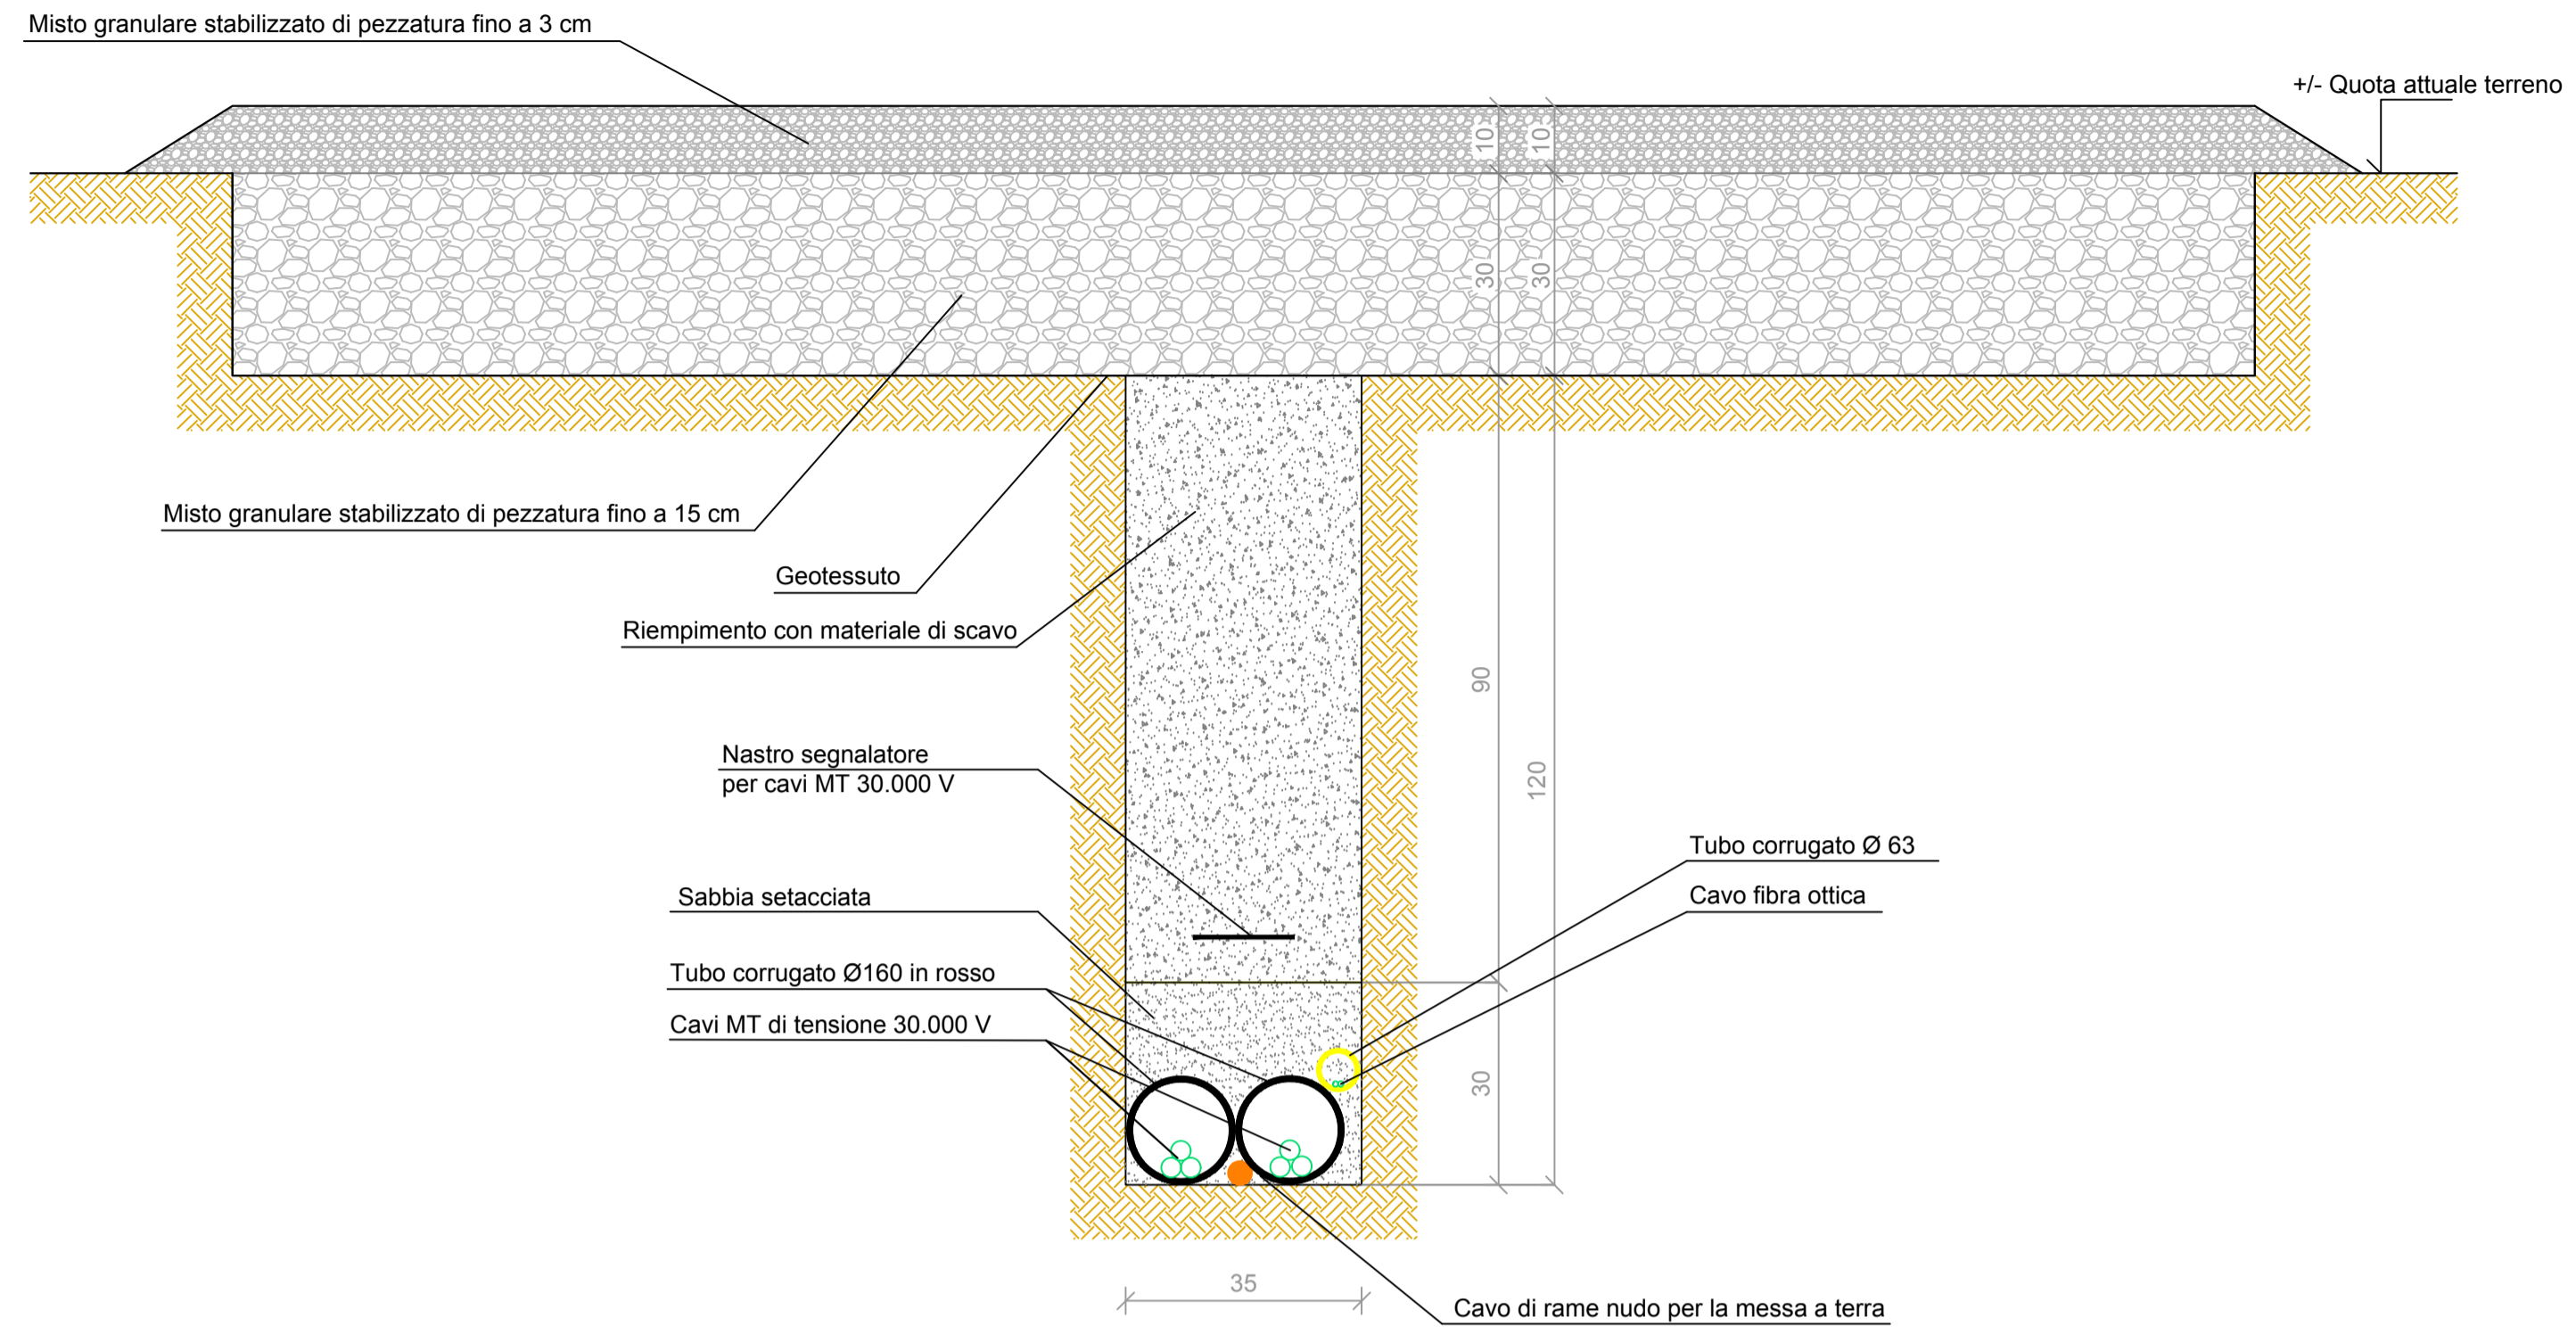 Misto granulare stabilizzato di pezzatura fino a 3 cm
+/- Quota attuale terreno
10
10
30
30
Misto granulare stabilizzato di pezzatura fino a 15 cm
Geotessuto
Riempimento con materiale di scavo
90
Nastro segnalatore
per cavi MT 30.000 V
120
Tubo corrugato Ø 63
Sabbia setacciata
Cavo fibra ottica
Tubo corrugato Ø160 in rosso
Cavi MT di tensione 30.000 V
30
35
Cavo di rame nudo per la messa a terra